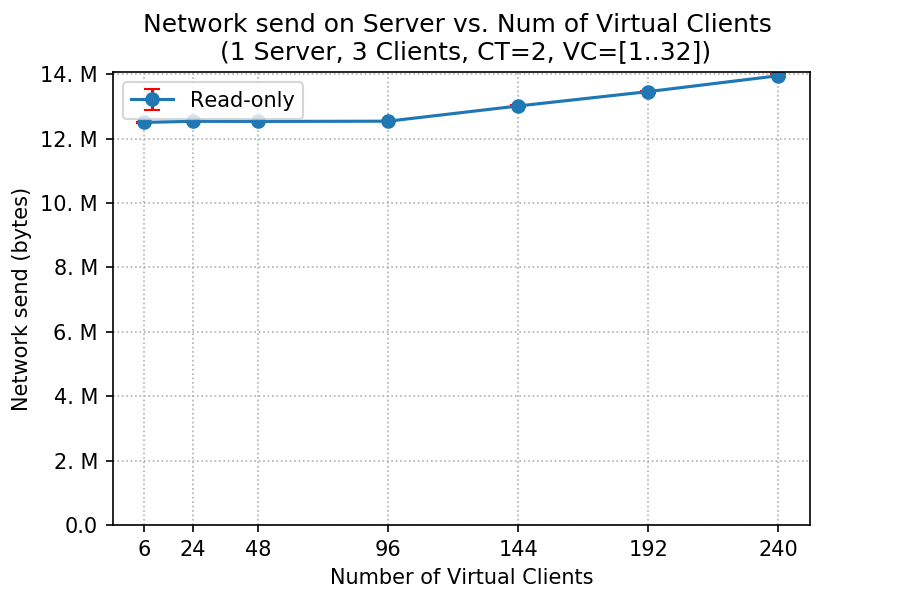 Network send on Server vs. Num of Virtual Clients
(1 Server, 3 Clients, CT=2, VC=[1..32])
Read-only
Network send (bytes)
14. M
12. M
10. M
8. M
6. M
4. M
2. M
0.0
6 24 48 96 144 192 240
Number of Virtual Clients